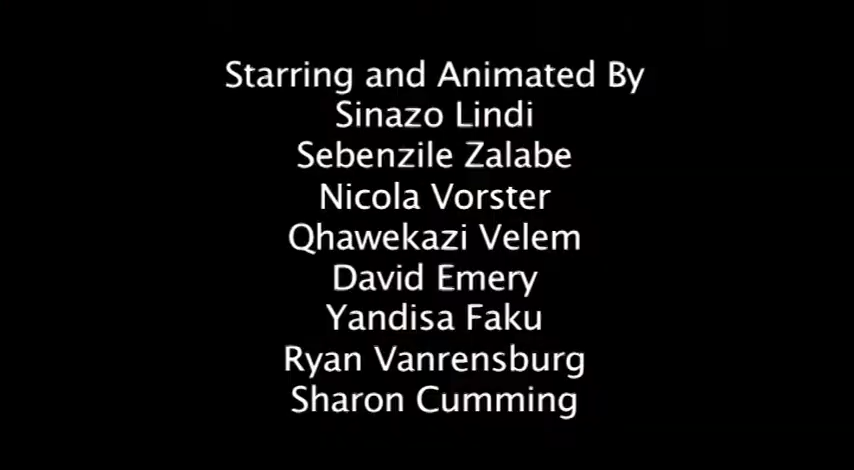 Starring and Animated By
Sinazo Lindi
Sebenzile Zalabe
Nicola Vorster
Qhawekazi Velem
David Emery
Yandisa Faku
Ryan Vanrensburg
Sharon Cumming